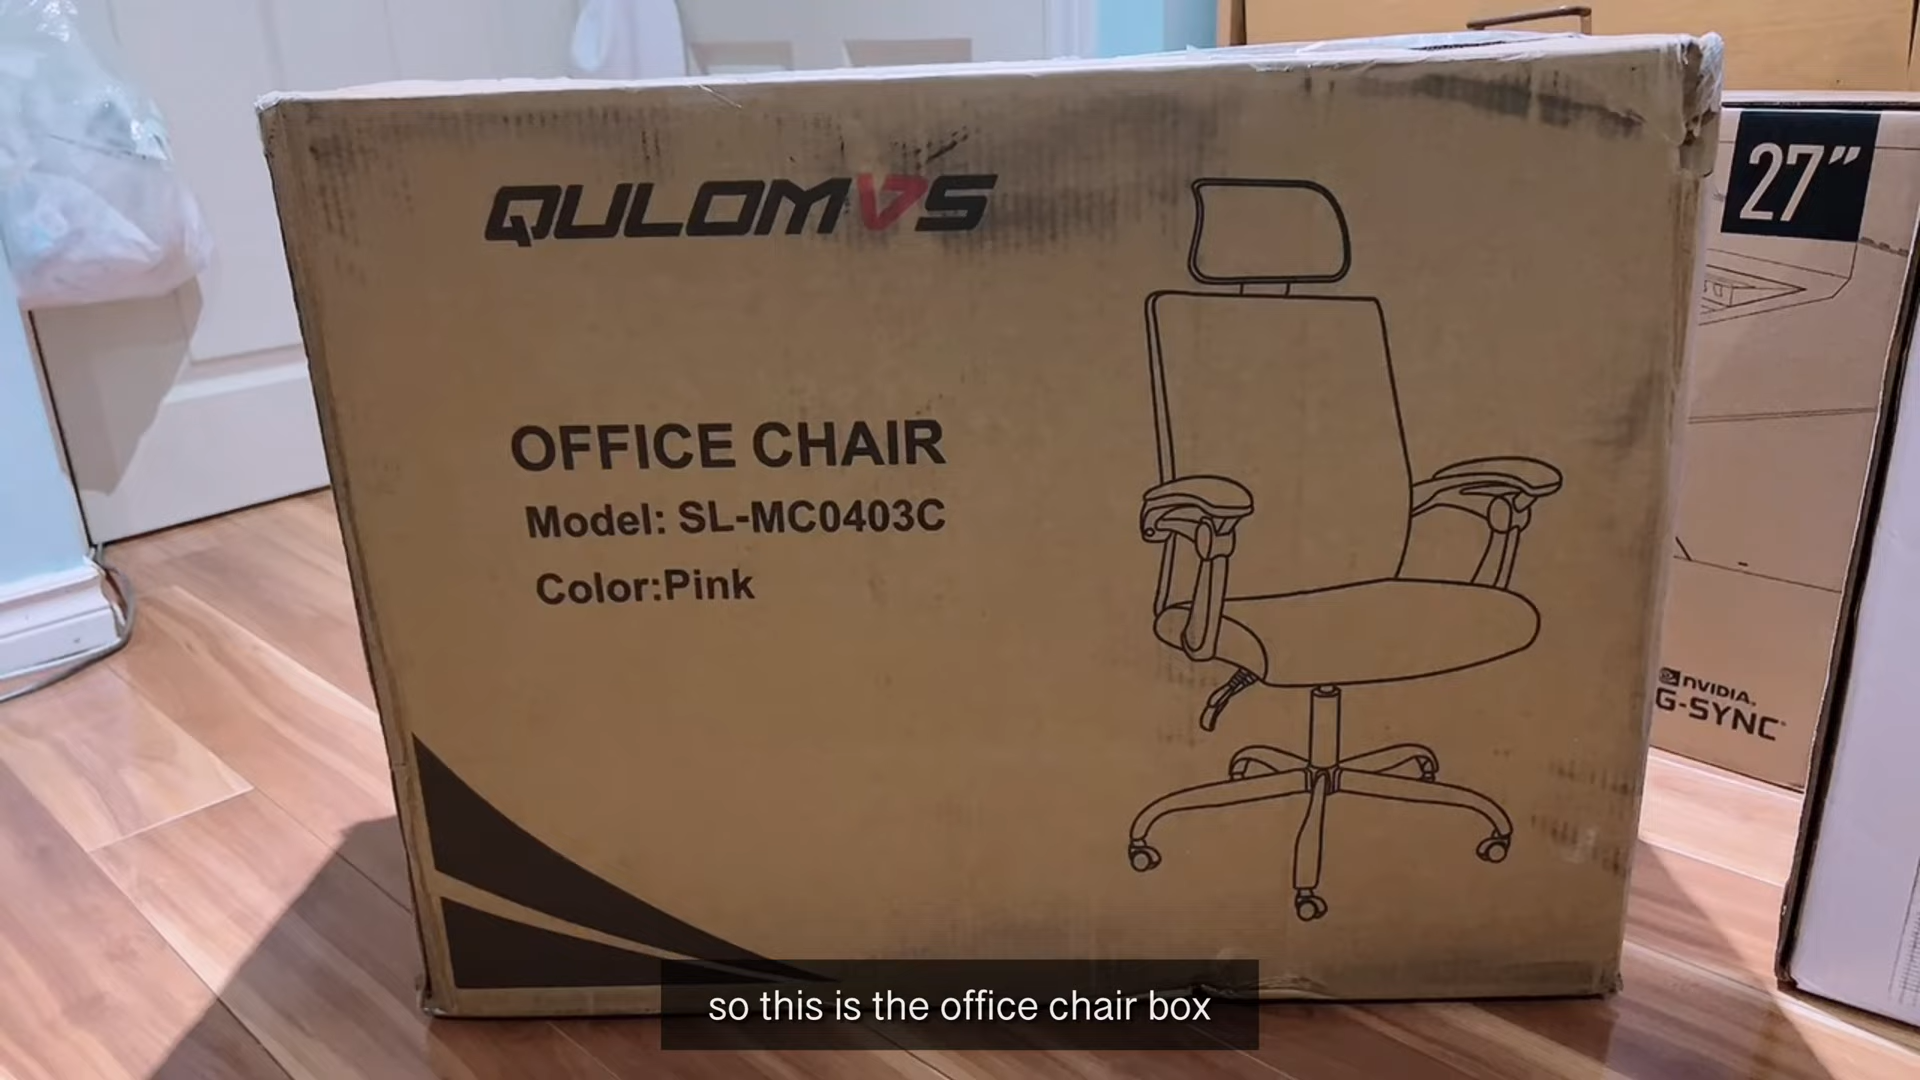 QULOMVS
OFFICE CHAIR
Model: SL-MC0403C
Color:Pink
27”
NVIDIA.
G-SYNC
so this is the office chair box